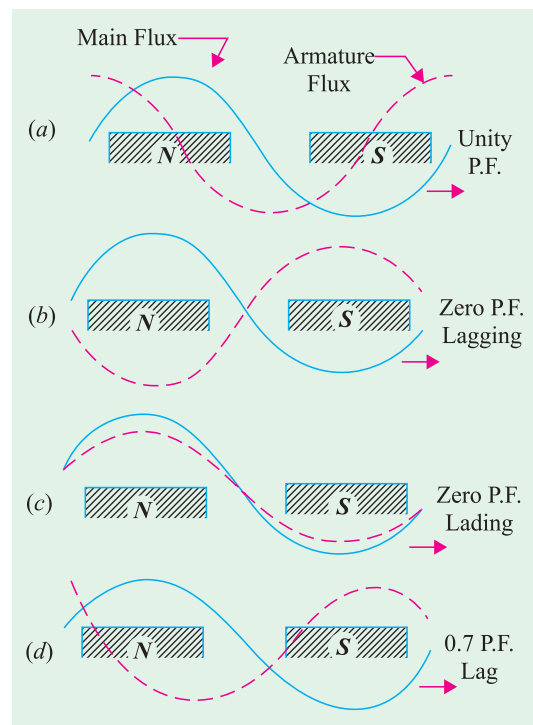 Main Flux
Armature
Flux
(a)
N
S
Unity
P.F.
(b)
N
S
Zero P.F.
Lagging
(c)
N
S
Zero P.F.
Lading
(d)
N
S
0.7 P.F.
Lag